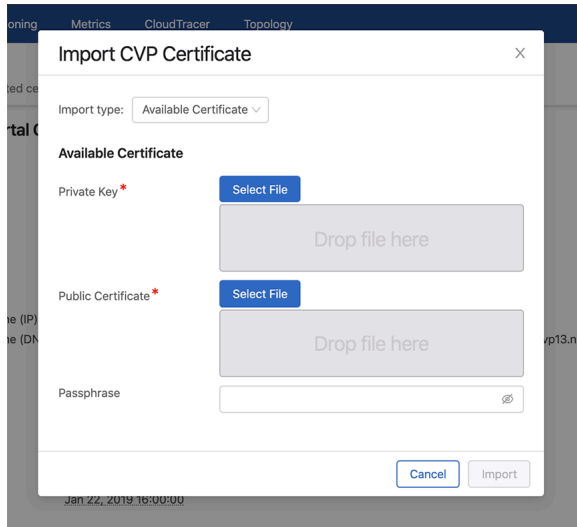 oning Metrics CloudTracer Topology
Import CVP Certificate
ted ce
Import type: Available Certificate
rtal C
Available Certificate
Private Key* Select File
Drop file here
Public Certificate* Select File
ne (IP)
ne (DN vp13.n
Drop file here
Passphrase
Cancel Import
Jan 22, 2019 16:00:00